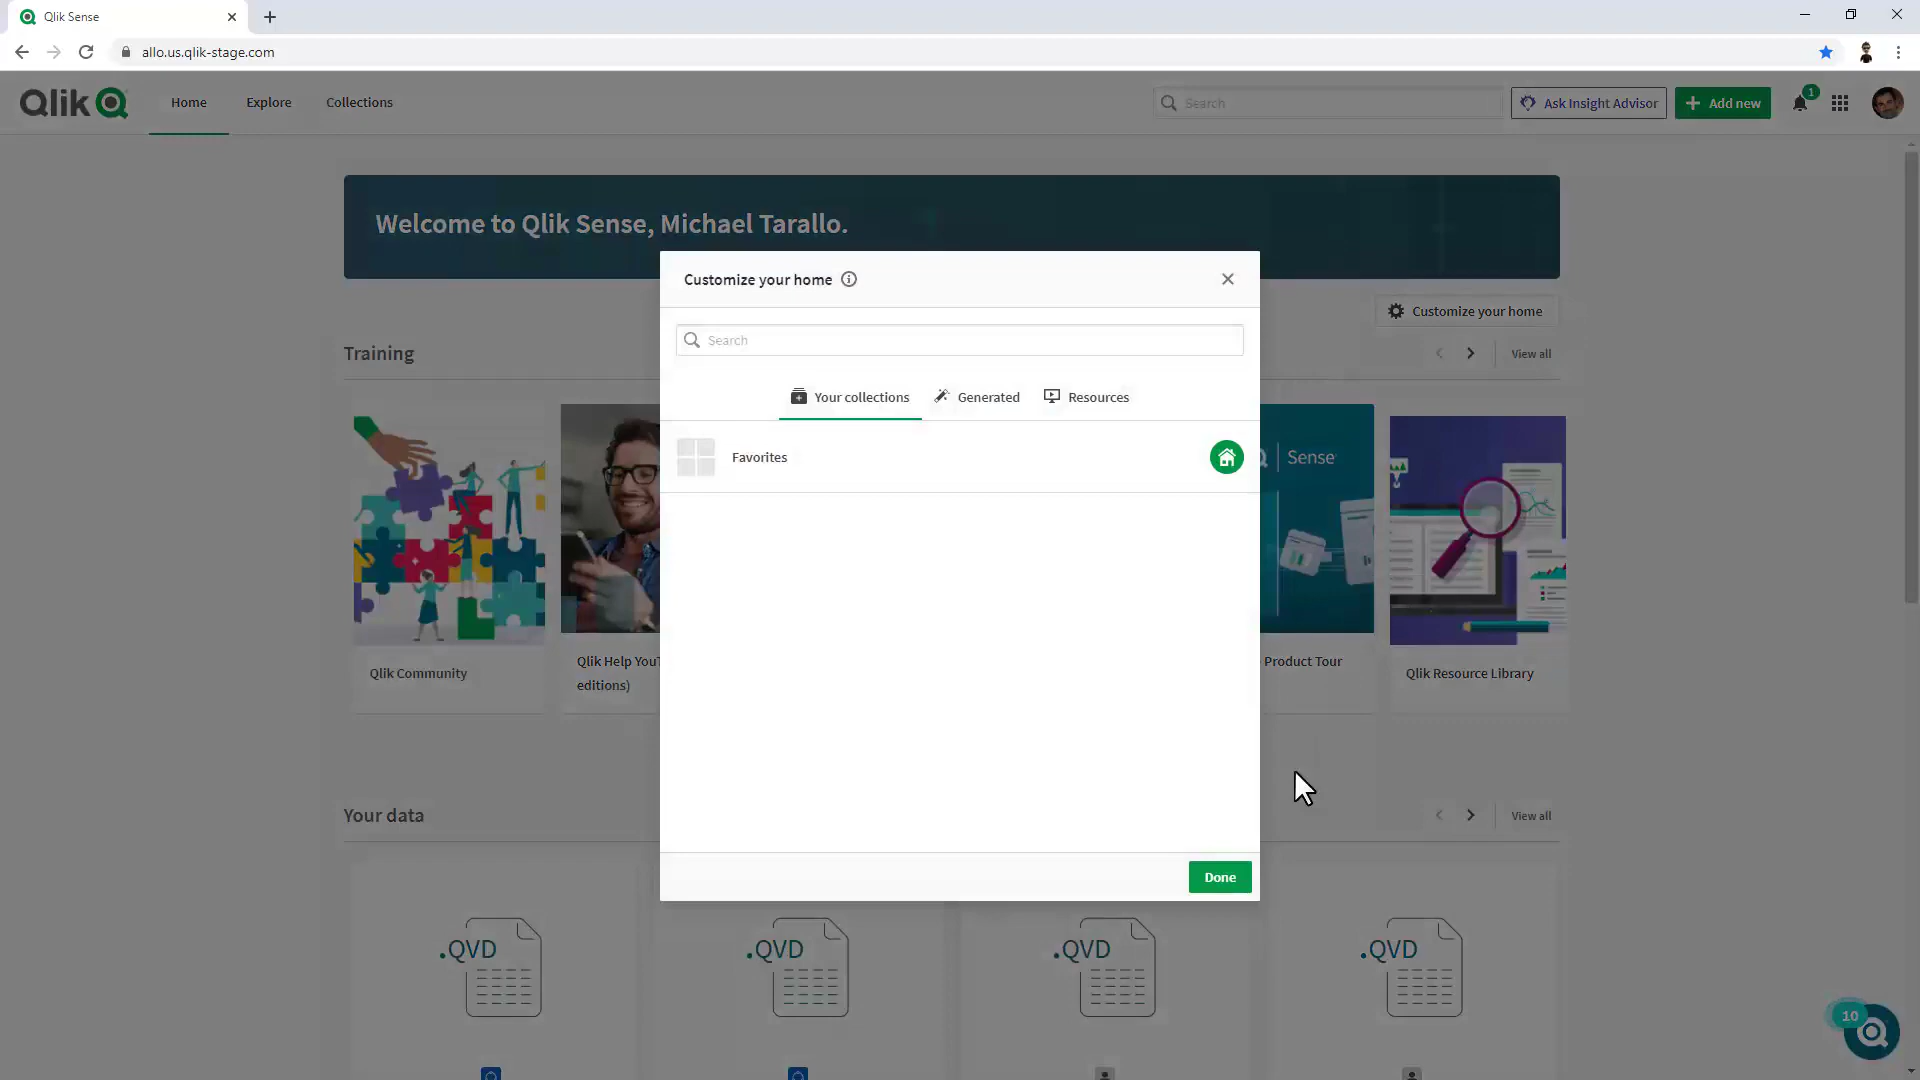 Qlik Sense
allo.us.qlik-stage.com
Qlik
Home
Explore
Collections
Search
Ask Insight Advisor
Add new
1
Welcome to Qlik Sense, Michael Tarallo.
Customize your home
Training
View all
Customize your home
Search
Your collections
Generated
Resources
Favorites
Sense
Qlik Community
Qlik Help You
editions)
Product Tour
Qlik Resource Library
Your data
View all
Done
.QVD
.QVD
.QVD
.QVD
10